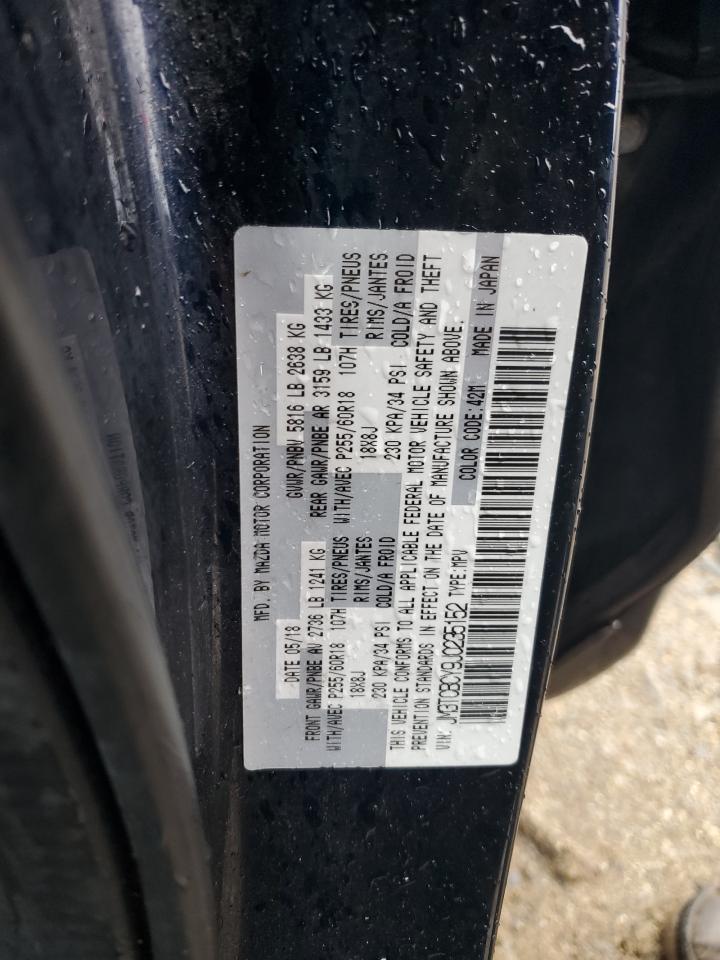 MFD. BY MAZDA MOTOR CORPORATION
DATE 05/18 GVWR/PNBV 5816 LB 2638 KG
FRONT GAWR/PNBE AV 2736 LB 1241 KG REAR GAWR/PNBE AR 3159 LB 1433 KG
WITH/AVEC P255/60R18 107H TIRES/PNEUS WITH/AVEC P255/60R18 107H TIRES/PNEUS
18X8J RIMS/JANTES 18X8J RIMS/JANTES
230 KPA/34 PSI COLD/A FROID 230 KPA/34 PSI COLD/A FROID
THIS VEHICLE CONFORMS TO ALL APPLICABLE FEDERAL MOTOR VEHICLE SAFETY AND THEFT
PREVENTION STANDARDS IN EFFECT ON THE DATE OF MANUFACTURE SHOWN ABOVE.
VIN: JM3TCBCY9J0235152 TYPE:MPV COLOR CODE:42M MADE IN JAPAN